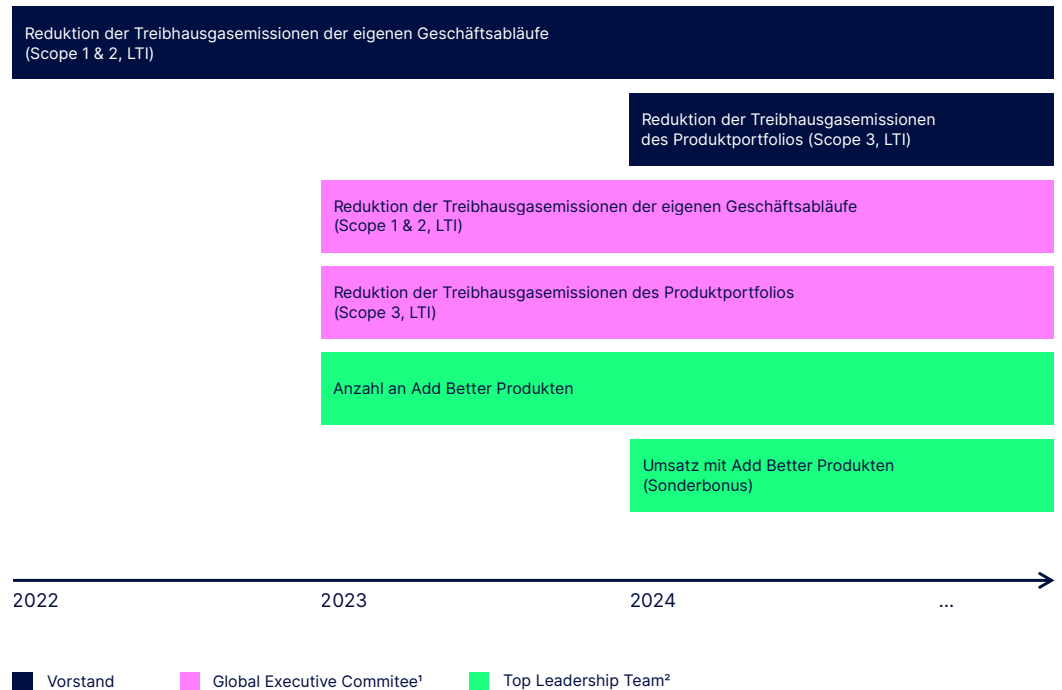 Reduktion der Treibhausgasemissionen der eigenen Geschäftsabläufe
(Scope 1 & 2, LTI)
Reduktion der Treibhausgasemissionen
des Produktportfolios (Scope 3, LTI)
Reduktion der Treibhausgasemissionen der eigenen Geschäftsabläufe
(Scope 1 & 2, LTI)
Reduktion der Treibhausgasemissionen des Produktportfolios
(Scope 3, LTI)
Anzahl an Add Better Produkten
Umsatz mit Add Better Produkten
(Sonderbonus)
2022 2023 2024 ...
Vorstand Global Executive Commitee¹ Top Leadership Team²